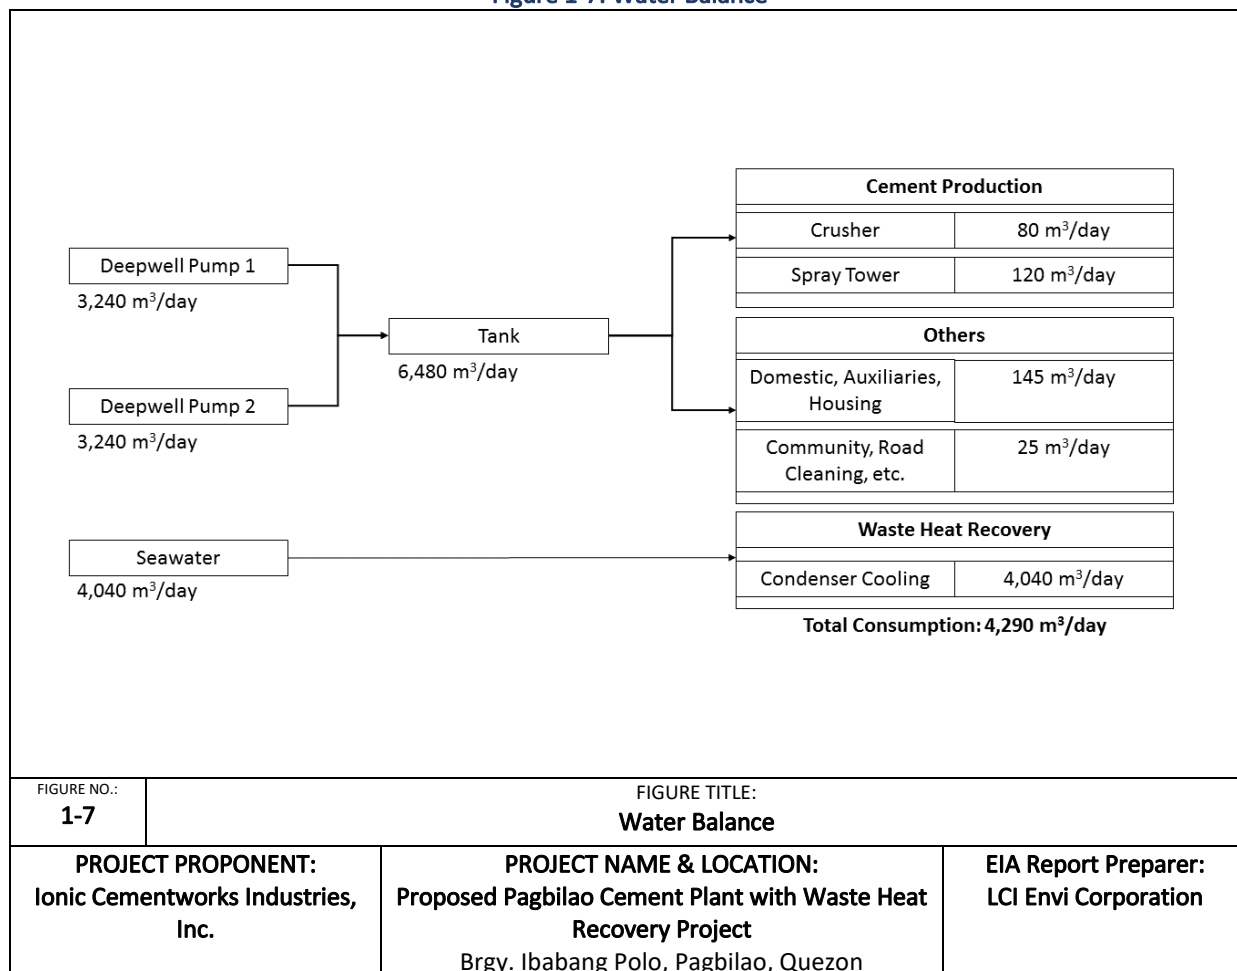 Figure 1-7: Water Balance
Cement Production
Crusher 80 m³/day
Spray Tower 120 m³/day
Deepwell Pump 1
3,240 m³/day
Tank
6,480 m³/day
Deepwell Pump 2
3,240 m³/day
Others
Domestic, Auxiliaries, 145 m³/day
Housing
Community, Road 25 m³/day
Cleaning, etc.
Seawater
4,040 m³/day
Waste Heat Recovery
Condenser Cooling 4,040 m³/day
Total Consumption: 4,290 m³/day
FIGURE NO.:
1-7
FIGURE TITLE:
Water Balance
PROJECT PROPONENT:
Ionic Cementworks Industries,
Inc.
PROJECT NAME & LOCATION:
Proposed Pagbilao Cement Plant with Waste Heat
Recovery Project
Brgy. Ibabang Polo, Pagbilao, Quezon
EIA Report Preparer:
LCI Envi Corporation